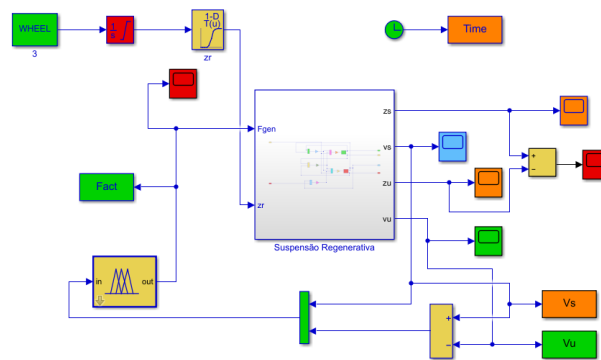 WHEEL
3
1
s
1-D
T(u)
zr
Time
Fgen
zr
zs
vs
zu
vu
Suspensão Regenerativa
+
−
Fact
in
out
+
−
Vs
Vu